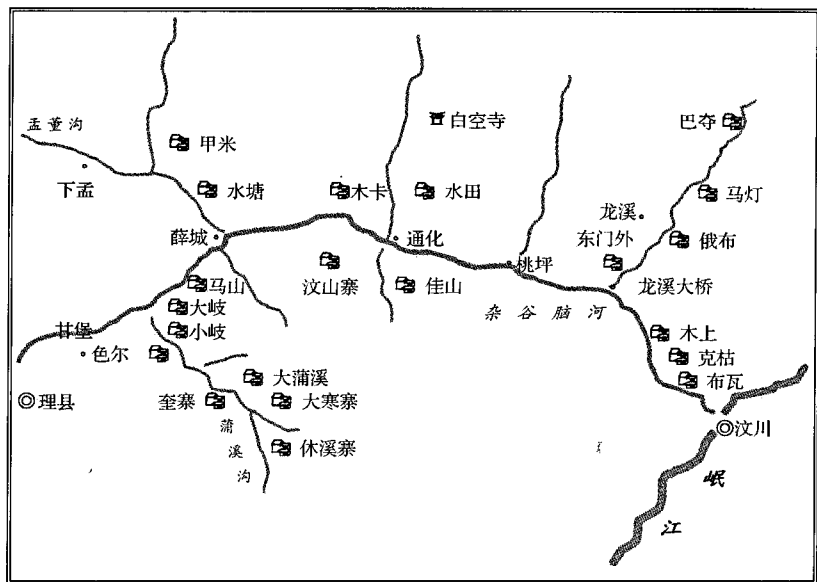 孟董沟
下孟
甲米
水塘
薛城
木卡
白空寺
水田
通化
汶山寨
佳山
桃坪
杂谷脑河
巴夺
马灯
龙溪
东门外
俄布
龙溪大桥
木上
克枯
布瓦
汶川
岷江
马山
大岐
小岐
甘堡
色尔
理县
大蒲溪
奎寨
大寒寨
蒲溪沟
休溪寨